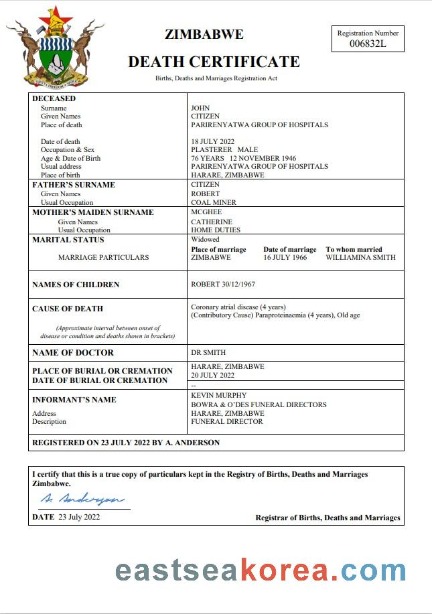 ZIMBABWE
DEATH CERTIFICATE
Births, Deaths and Marriages Registration Act
Registration Number
006832L
DECEASED
Surname JOHN
Given Names CITIZEN
Place of death PARIRENYATWA GROUP OF HOSPITALS
Date of death 18 JULY 2022
Occupation & Sex PLASTERER MALE
Age & Date of Birth 76 YEARS 12 NOVEMBER 1946
Usual address PARIRENYATWA GROUP OF HOSPITALS
Place of birth HARARE, ZIMBABWE
FATHER'S SURNAME CITIZEN
Given Names ROBERT
Usual Occupation COAL MINER
MOTHER'S MAIDEN SURNAME MCGHEE
Given Names CATHERINE
Usual Occupation HOME DUTIES
MARITAL STATUS Widowed
Place of marriage Date of marriage To whom married
MARRIAGE PARTICULARS ZIMBABWE 16 JULY 1966 WILLIAMINA SMITH
NAMES OF CHILDREN ROBERT 30/12/1967
CAUSE OF DEATH Coronary atrial disease (4 years)
(Contributory Cause) Paraproteinaemia (4 years), Old age
(Approximate interval between onset of
disease or condition and deaths shown in brackets)
NAME OF DOCTOR DR SMITH
PLACE OF BURIAL OR CREMATION HARARE, ZIMBABWE
DATE OF BURIAL OR CREMATION 20 JULY 2022
--
INFORMANT'S NAME KEVIN MURPHY
BOWRA & O'DES FUNERAL DIRECTORS
Address HARARE, ZIMBABWE
Description FUNERAL DIRECTOR
REGISTERED ON 23 JULY 2022 BY A. ANDERSON
I certify that this is a true copy of particulars kept in the Registry of Births, Deaths and Marriages
Zimbabwe.
A. Anderson
DATE 23 July 2022 Registrar of Births, Deaths and Marriages
eastseakorea.com